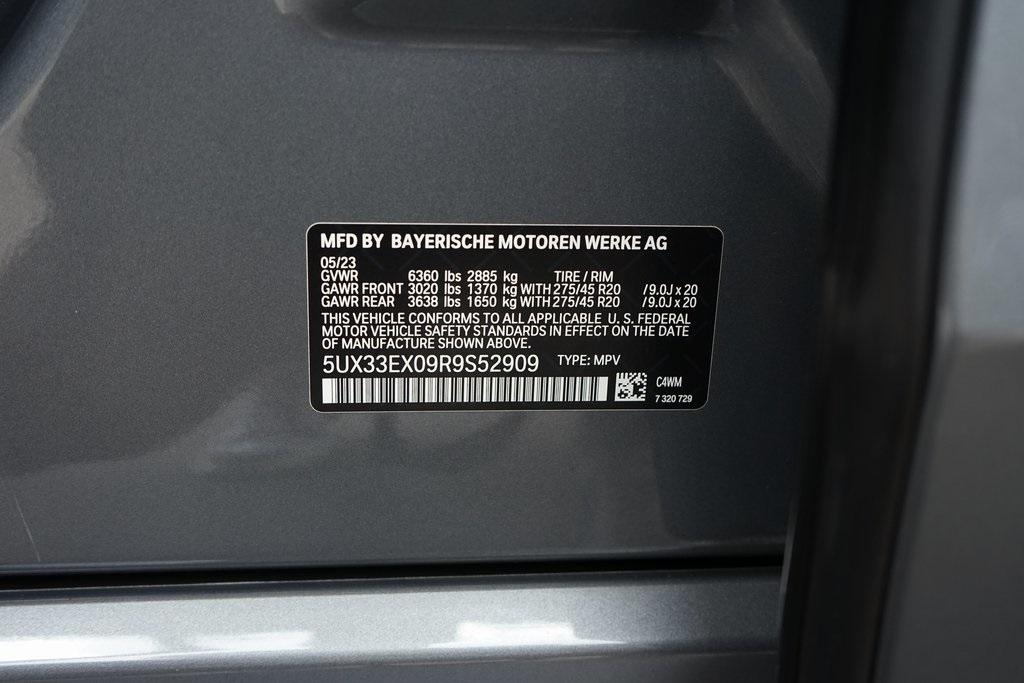 MFD BY BAYERISCHE MOTOREN WERKE AG
05/23
GVWR 6360 lbs 2885 kg TIRE / RIM
GAWR FRONT 3020 lbs 1370 kg WITH 275/45 R20 / 9.0J x 20
GAWR REAR 3638 lbs 1650 kg WITH 275/45 R20 / 9.0J x 20
THIS VEHICLE CONFORMS TO ALL APPLICABLE U. S. FEDERAL
MOTOR VEHICLE SAFETY STANDARDS IN EFFECT ON THE DATE
OF MANUFACTURE SHOWN ABOVE.
5UX33EX09R9S52909 TYPE: MPV
C4WM
7 320 729